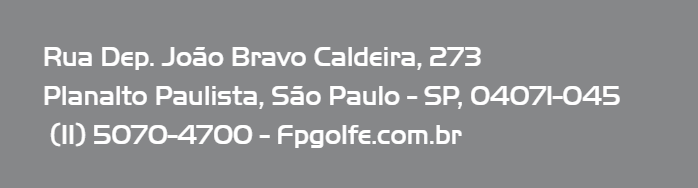 Rua Dep. João Bravo Caldeira, 273
Planalto Paulista, São Paulo - SP, 04071-045
(11) 5070-4700 - Fpgolfe.com.br